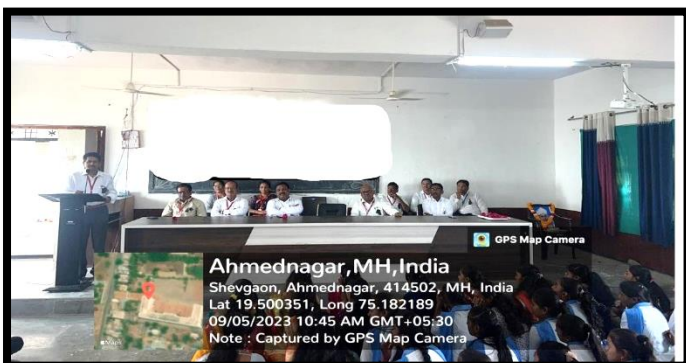 GPS Map Camera
Ahmednagar,MH,India
Shevgaon, Ahmednagar, 414502, MH, India
Lat 19.500351, Long 75.182189
09/05/2023 10:45 AM GMT+05:30
Note : Captured by GPS Map Camera